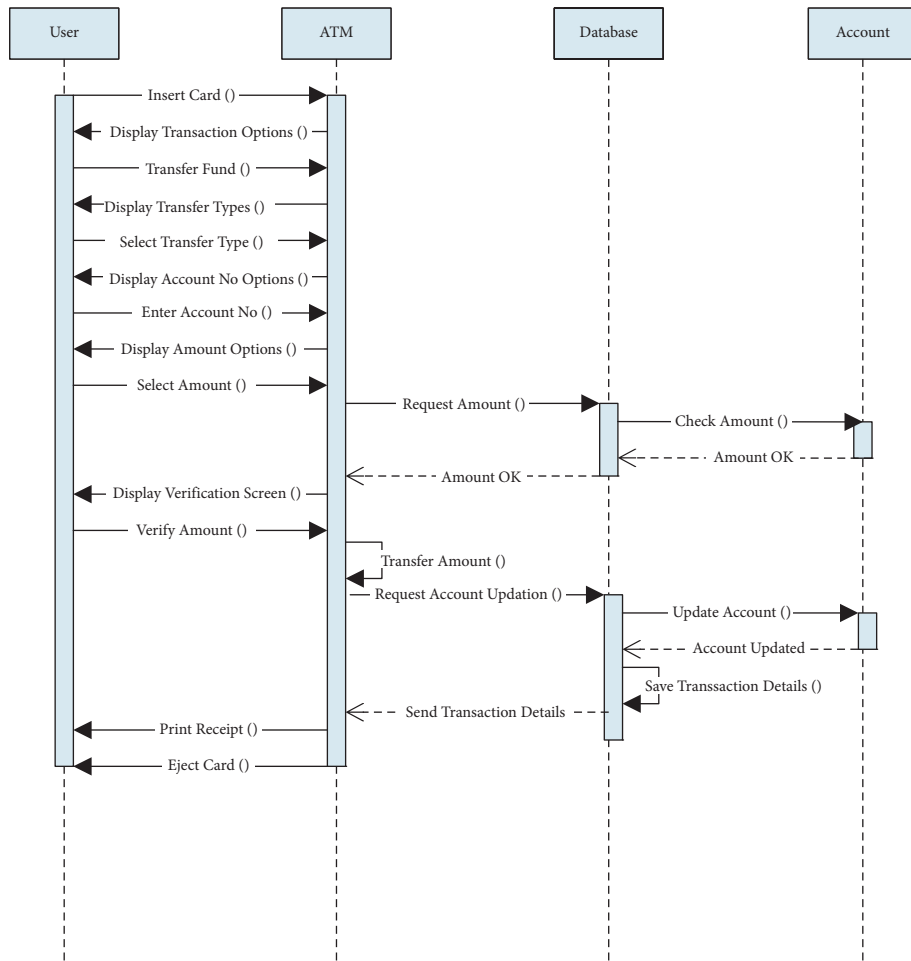 User
ATM
Database
Account
Insert Card ()
Display Transaction Options ()
Transfer Fund ()
Display Transfer Types ()
Select Transfer Type ()
Display Account No Options ()
Enter Account No ()
Display Amount Options ()
Select Amount ()
Request Amount ()
Check Amount ()
Amount OK
Amount OK
Display Verification Screen ()
Verify Amount ()
Transfer Amount ()
Request Account Updation ()
Update Account ()
Account Updated
Save Transsaction Details ()
Send Transaction Details
Print Receipt ()
Eject Card ()